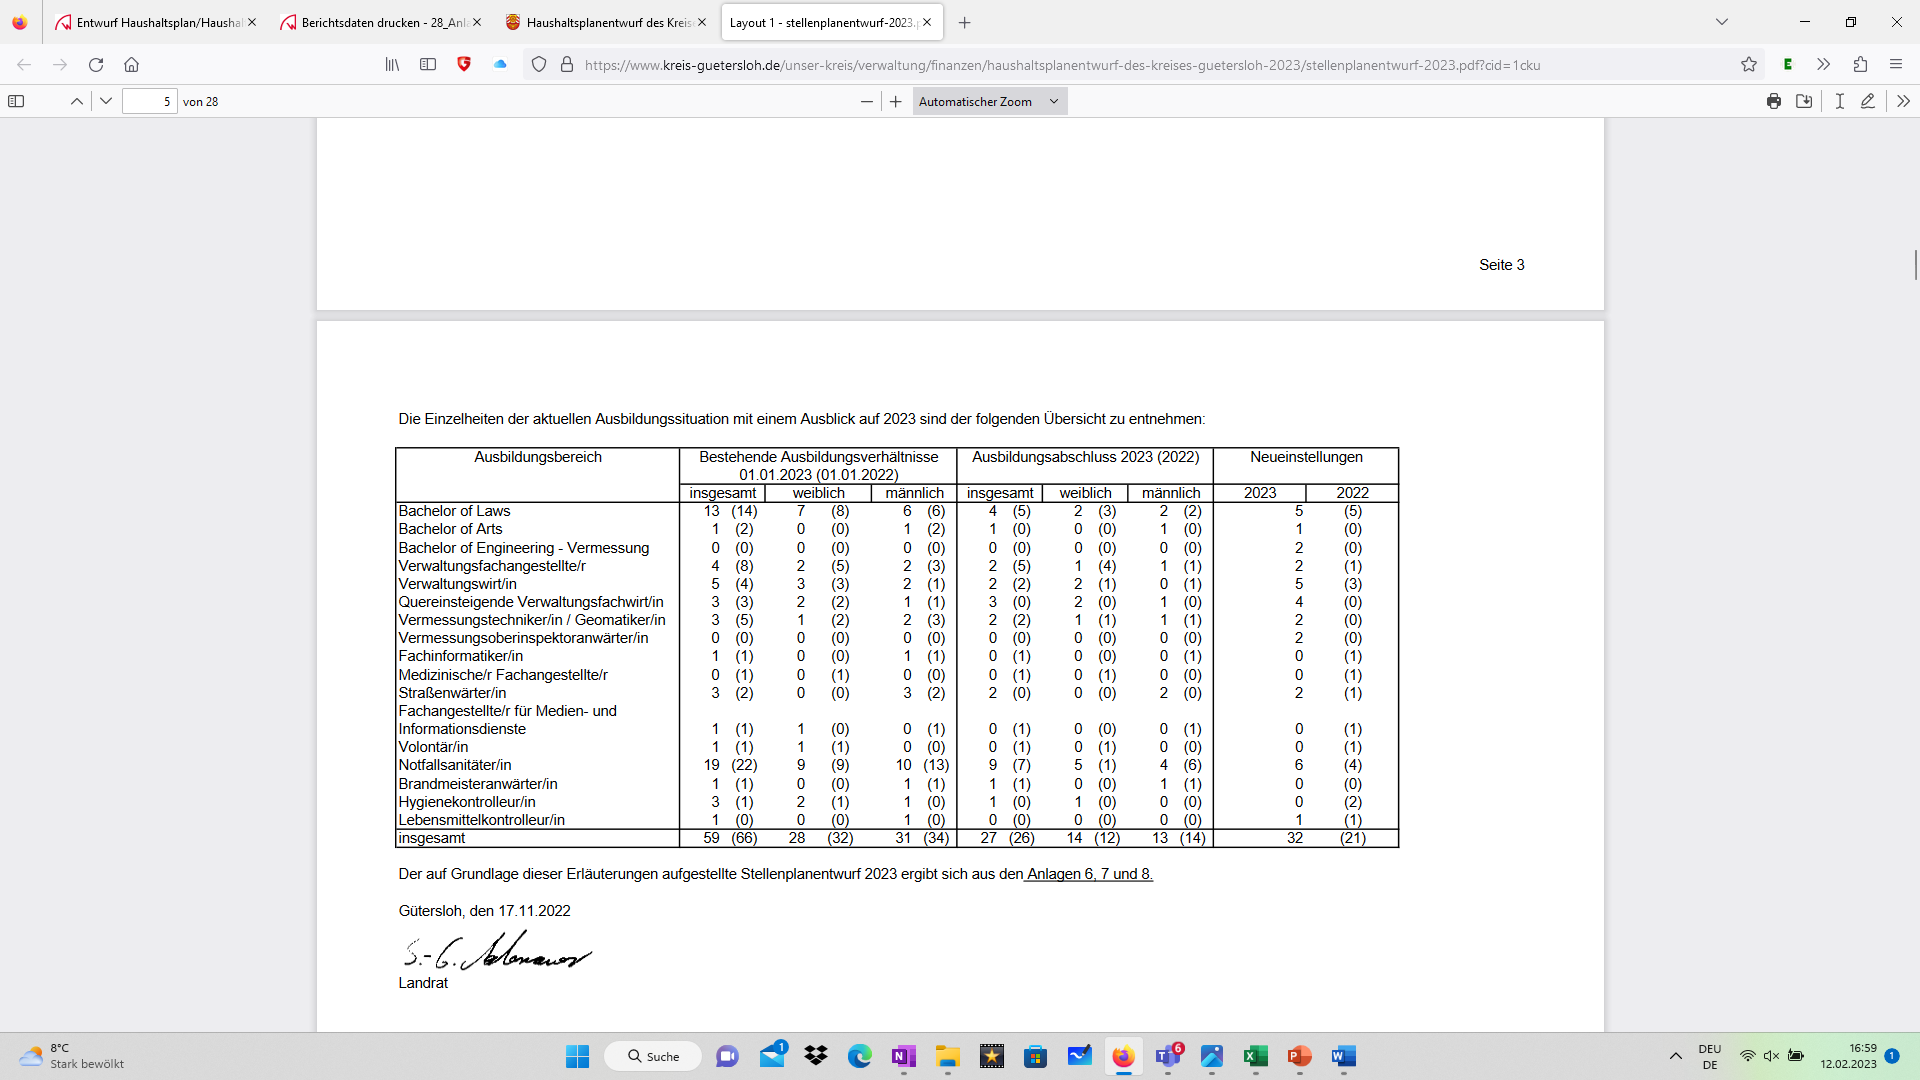 Entwurf Haushaltsplan/Haushal
Berichtsdaten drucken - 28_Anl
Haushaltsplanentwurf des Kreis
Layout 1 - stellenplanentwurf-2023.
https://www.kreis-guetersloh.de/unser-kreis/verwaltung/finanzen/haushaltsplanentwurf-des-kreises-guetersloh-2023/stellenplanentwurf-2023.pdf?cid=1cku
5 von 28
Automatischer Zoom
Seite 3
Die Einzelheiten der aktuellen Ausbildungssituation mit einem Ausblick auf 2023 sind der folgenden Übersicht zu entnehmen:
Ausbildungsbereich Bestehende Ausbildungsverhältnisse Ausbildungsabschluss 2023 (2022) Neueinstellungen
01.01.2023 (01.01.2022)
insgesamt weiblich männlich insgesamt weiblich männlich 2023 2022
Bachelor of Laws 13 (14) 7 (8) 6 (6) 4 (5) 2 (3) 2 (2) 5 (5)
Bachelor of Arts 1 (2) 0 (0) 1 (2) 1 (0) 0 (0) 1 (0) 1 (0)
Bachelor of Engineering - Vermessung 0 (0) 0 (0) 0 (0) 0 (0) 0 (0) 0 (0) 2 (0)
Verwaltungsfachangestellte/r 4 (8) 2 (5) 2 (3) 2 (5) 1 (4) 1 (1) 2 (1)
Verwaltungswirt/in 5 (4) 3 (3) 2 (1) 2 (2) 2 (1) 0 (1) 5 (3)
Quereinsteigende Verwaltungsfachwirt/in 3 (3) 2 (2) 1 (1) 3 (0) 2 (0) 1 (0) 4 (0)
Vermessungstechniker/in / Geomatiker/in 3 (5) 1 (2) 2 (3) 2 (2) 1 (1) 1 (1) 2 (0)
Vermessungsoberinspektoranwärter/in 0 (0) 0 (0) 0 (0) 0 (0) 0 (0) 0 (0) 2 (0)
Fachinformatiker/in 1 (1) 0 (0) 1 (1) 0 (1) 0 (0) 0 (1) 0 (1)
Medizinische/r Fachangestellte/r 0 (1) 0 (1) 0 (0) 0 (1) 0 (1) 0 (0) 0 (1)
Straßenwärter/in 3 (2) 0 (0) 3 (2) 2 (0) 0 (0) 2 (0) 2 (1)
Fachangestellte/r für Medien- und
Informationsdienste 1 (1) 1 (0) 0 (1) 0 (1) 0 (0) 0 (1) 0 (1)
Volontär/in 1 (1) 1 (1) 0 (0) 0 (1) 0 (1) 0 (0) 0 (1)
Notfallsanitäter/in 19 (22) 9 (9) 10 (13) 9 (7) 5 (1) 4 (6) 6 (4)
Brandmeisteranwärter/in 1 (1) 0 (0) 1 (1) 1 (1) 0 (0) 1 (1) 0 (0)
Hygienekontrolleur/in 3 (1) 2 (1) 1 (0) 1 (0) 1 (0) 0 (0) 0 (2)
Lebensmittelkontrolleur/in 1 (0) 0 (0) 1 (0) 0 (0) 0 (0) 0 (0) 1 (1)
insgesamt 59 (66) 28 (32) 31 (34) 27 (26) 14 (12) 13 (14) 32 (21)
Der auf Grundlage dieser Erläuterungen aufgestellte Stellenplanentwurf 2023 ergibt sich aus den Anlagen 6, 7 und 8.
Gütersloh, den 17.11.2022
Landrat
8°C
Stark bewölkt
Suche
1
6
DEU
DE
16:59
12.02.2023
1